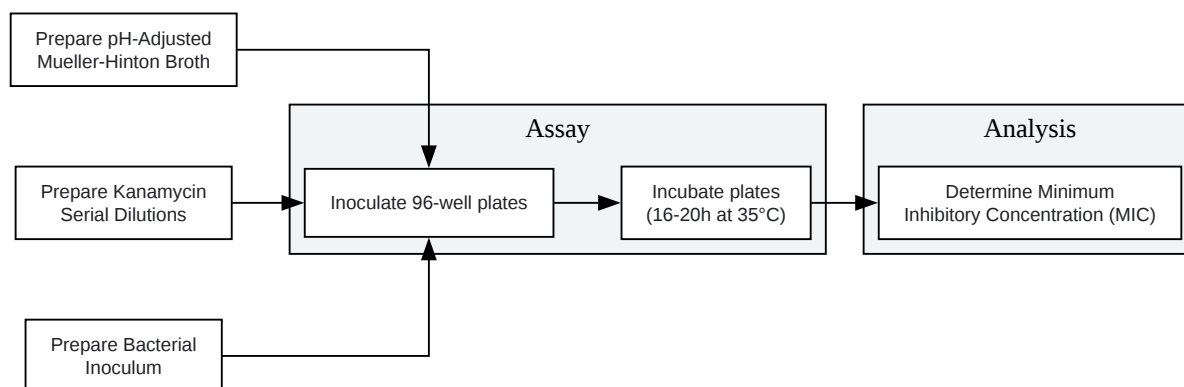 Prepare pH-Adjusted
Mueller-Hinton Broth
Assay
Analysis
Prepare Kanamycin
Serial Dilutions
Inoculate 96-well plates
Incubate plates
(16-20h at 35°C)
Determine Minimum
Inhibitory Concentration (MIC)
Prepare Bacterial
Inoculum